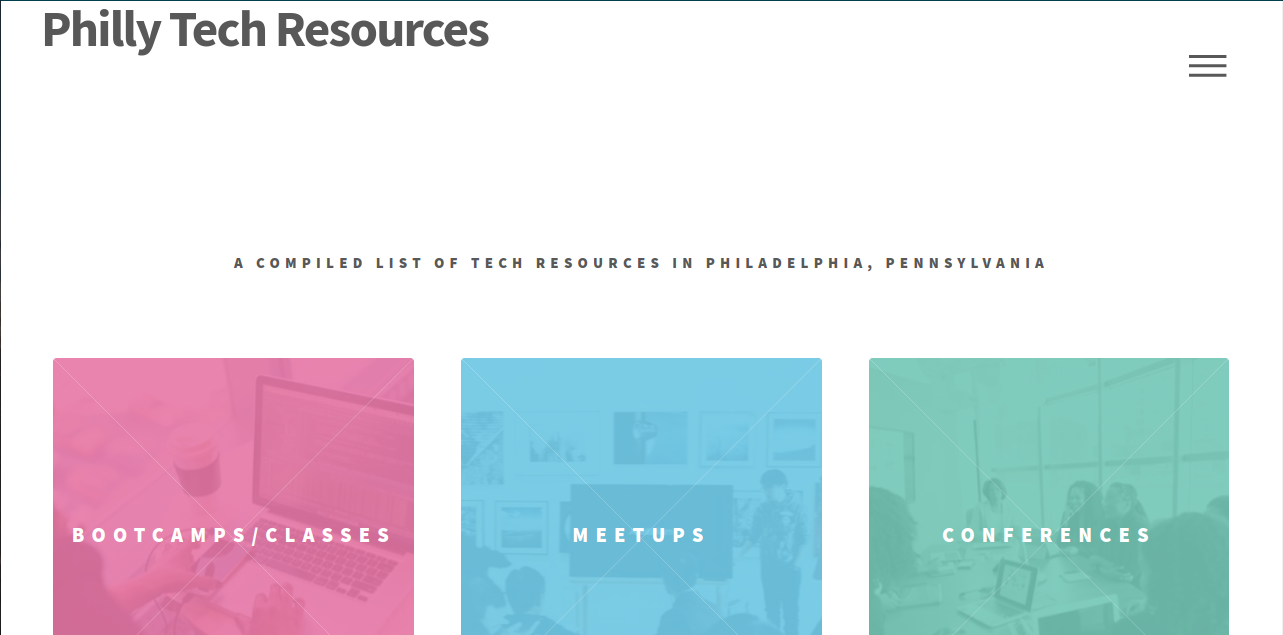 Philly Tech Resources
A COMPILED LIST OF TECH RESOURCES IN PHILADELPHIA, PENNSYLVANIA
BOOTCAMPS/CLASSES
MEETUPS
CONFERENCES